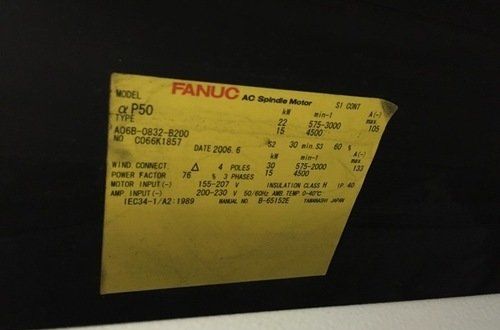 FANUC AC Spindle Motor
MODEL S1 CONT
αP50 kW min-1 A(~) max.
TYPE 22 575-3000 105
A06B-0832-B200 15 4500
NO C066K1857
DATE 2006.6 S2 30 min.S3 60 %
kW min-1 A(~) max.
WIND.CONNECT. △ 4 POLES 30 575-2000 133
POWER FACTOR 76 % 3 PHASES 15 4500
MOTOR INPUT(~) 155-207 V INSULATION CLASS H IP. 40
AMP. INPUT(~) 200-230 V 50/60Hz AMB.TEMP. 0-40℃
IEC34-1/A2:1989 MANUAL NO. B-65152E YAMANASHI JAPAN